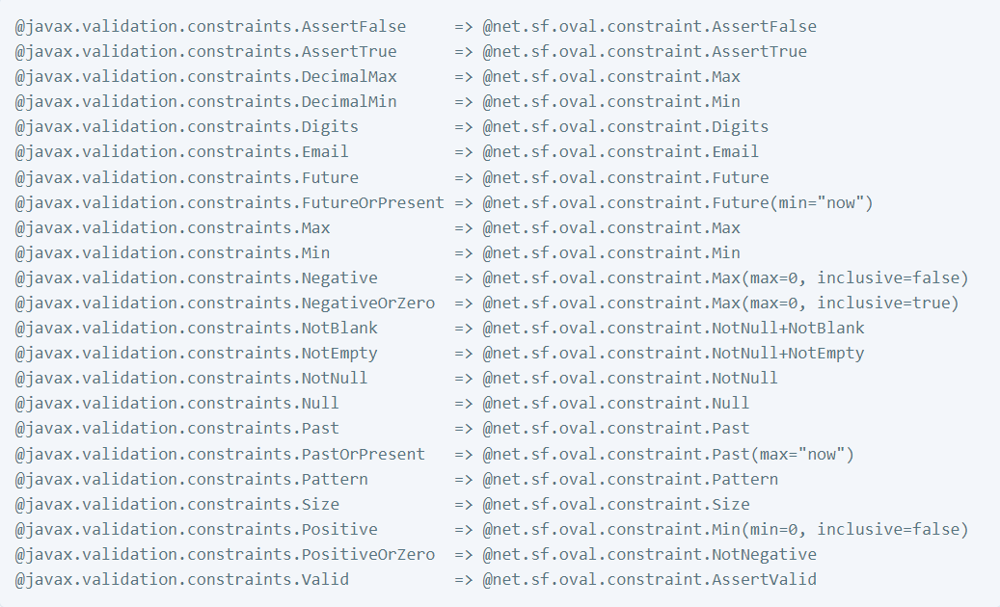 @javax.validation.constraints.AssertFalse     => @net.sf.oval.constraint.AssertFalse
@javax.validation.constraints.AssertTrue      => @net.sf.oval.constraint.AssertTrue
@javax.validation.constraints.DecimalMax      => @net.sf.oval.constraint.Max
@javax.validation.constraints.DecimalMin      => @net.sf.oval.constraint.Min
@javax.validation.constraints.Digits          => @net.sf.oval.constraint.Digits
@javax.validation.constraints.Email           => @net.sf.oval.constraint.Email
@javax.validation.constraints.Future          => @net.sf.oval.constraint.Future
@javax.validation.constraints.FutureOrPresent => @net.sf.oval.constraint.Future(min="now")
@javax.validation.constraints.Max             => @net.sf.oval.constraint.Max
@javax.validation.constraints.Min             => @net.sf.oval.constraint.Min
@javax.validation.constraints.Negative        => @net.sf.oval.constraint.Max(max=0, inclusive=false)
@javax.validation.constraints.NegativeOrZero  => @net.sf.oval.constraint.Max(max=0, inclusive=true)
@javax.validation.constraints.NotBlank        => @net.sf.oval.constraint.NotNull+NotBlank
@javax.validation.constraints.NotEmpty        => @net.sf.oval.constraint.NotNull+NotEmpty
@javax.validation.constraints.NotNull         => @net.sf.oval.constraint.NotNull
@javax.validation.constraints.Null            => @net.sf.oval.constraint.Null
@javax.validation.constraints.Past            => @net.sf.oval.constraint.Past
@javax.validation.constraints.PastOrPresent   => @net.sf.oval.constraint.Past(max="now")
@javax.validation.constraints.Pattern         => @net.sf.oval.constraint.Pattern
@javax.validation.constraints.Size            => @net.sf.oval.constraint.Size
@javax.validation.constraints.Positive        => @net.sf.oval.constraint.Min(min=0, inclusive=false)
@javax.validation.constraints.PositiveOrZero  => @net.sf.oval.constraint.NotNegative
@javax.validation.constraints.Valid           => @net.sf.oval.constraint.AssertValid